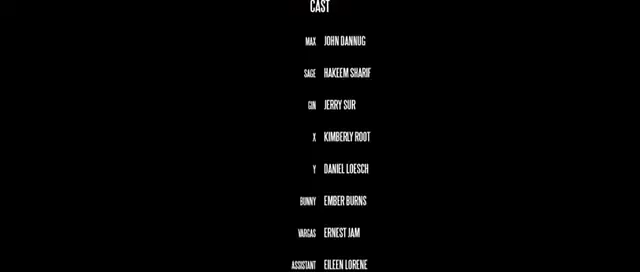 CAST
MAX JOHN DANNUG
SAGE HAKEEM SHARIF
GIN JERRY SUR
X KIMBERLY ROOT
Y DANIEL LOESCH
BUNNY EMBER BURNS
VARGAS ERNEST JAM
ASSISTANT EILEEN LORENE